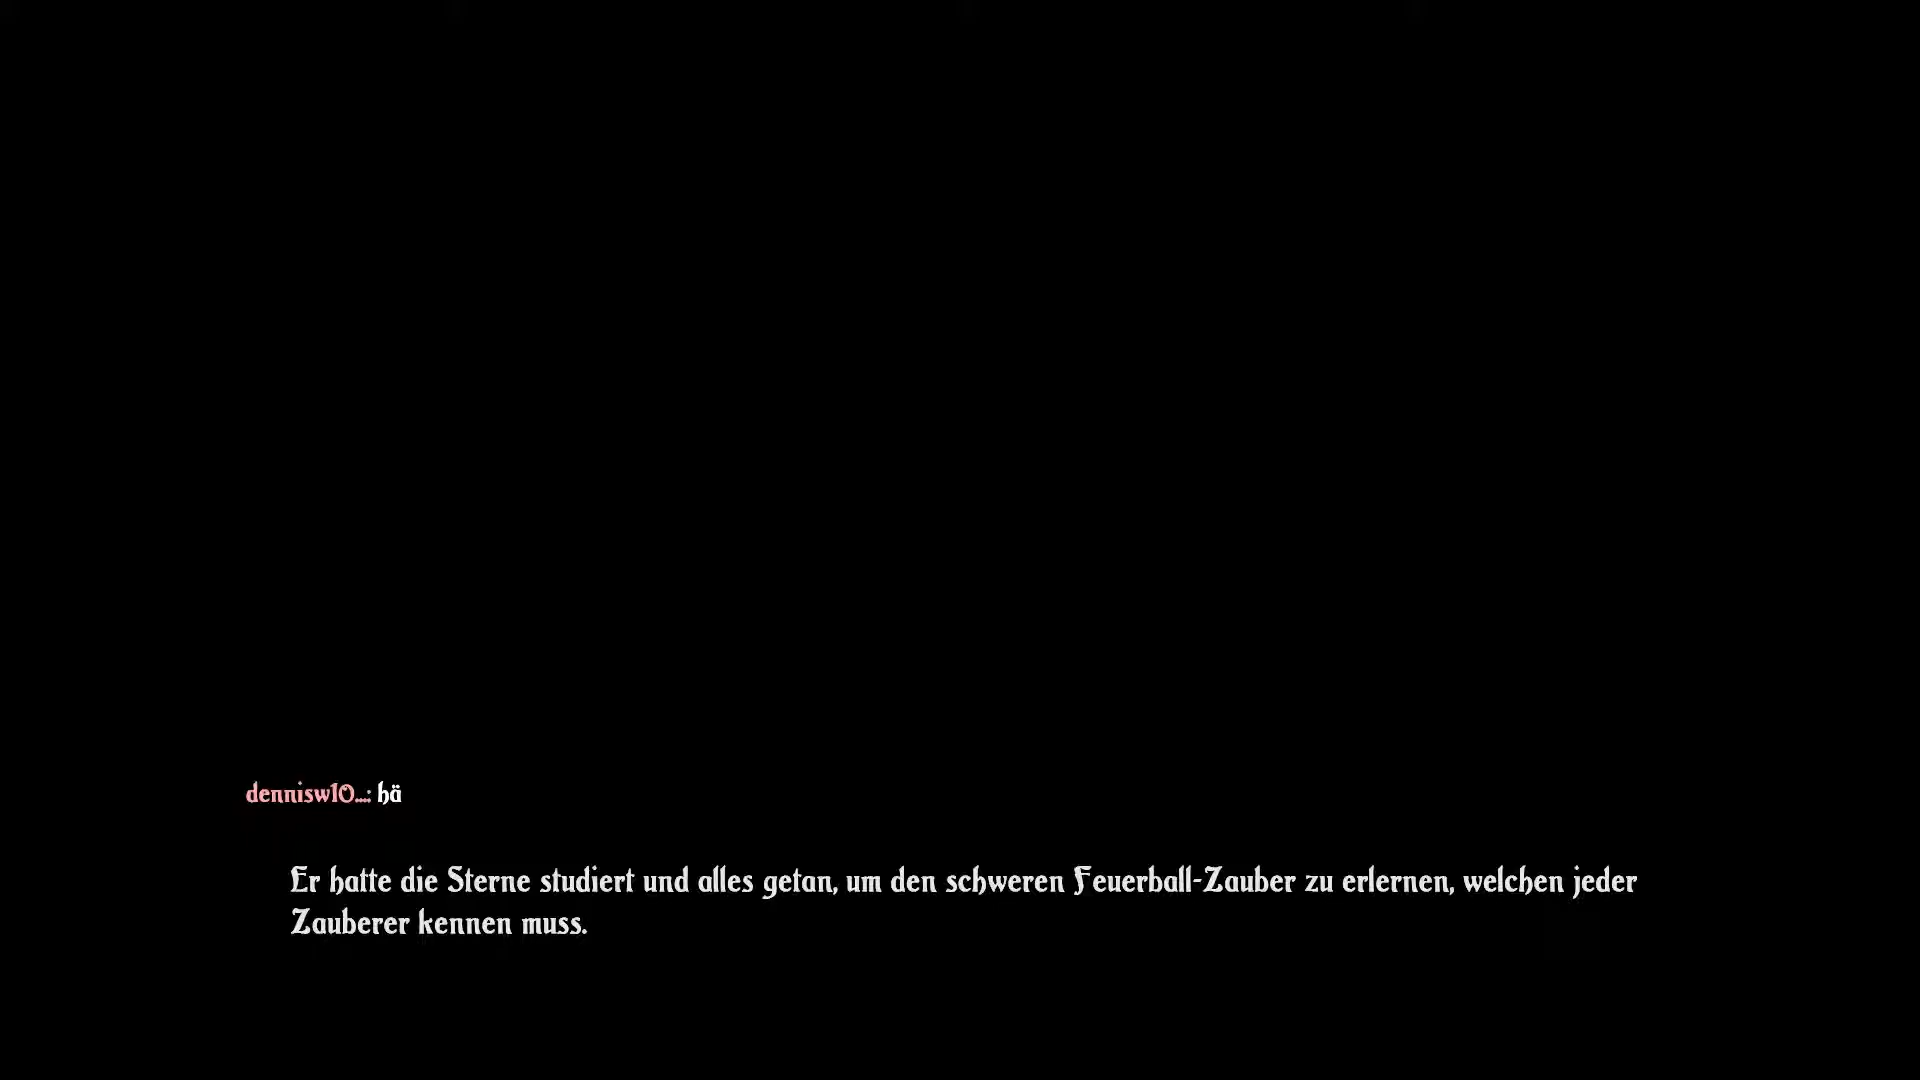 dennisw10...: hä
Er hatte die Sterne studiert und alles getan, um den schweren Feuerball-Zauber zu erlernen, welchen jeder
Zauberer kennen muss.